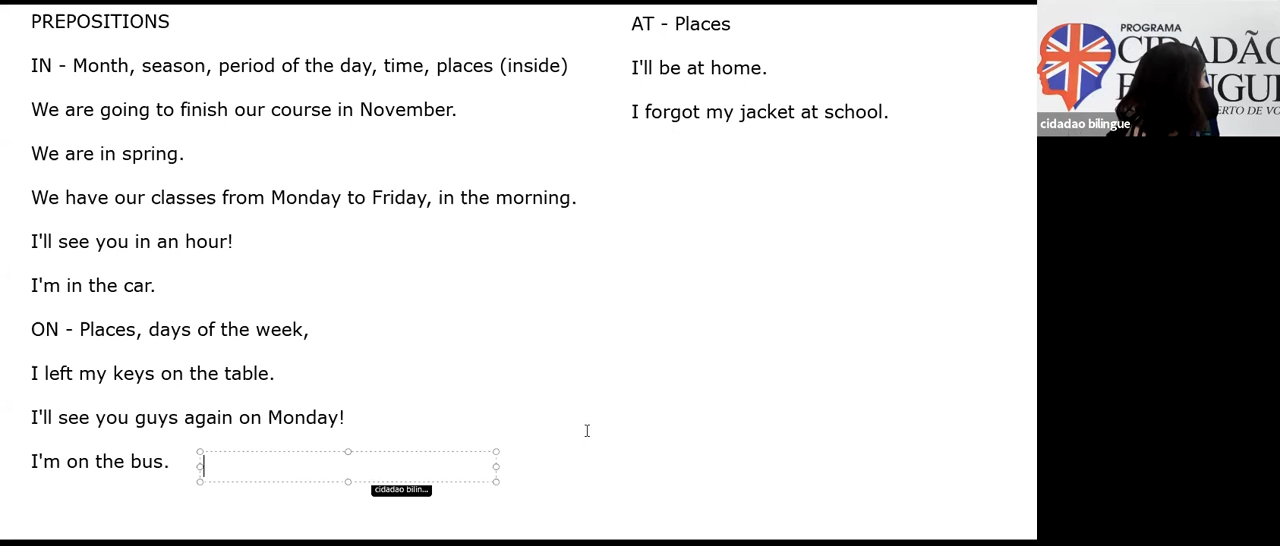 PREPOSITIONS
IN - Month, season, period of the day, time, places (inside)
We are going to finish our course in November.
We are in spring.
We have our classes from Monday to Friday, in the morning.
I'll see you in an hour!
I'm in the car.
ON - Places, days of the week,
I left my keys on the table.
I'll see you guys again on Monday!
I'm on the bus.
cidadao bilin...
AT - Places
I'll be at home.
I forgot my jacket at school.
PROGRAMA
cidadao bilingue